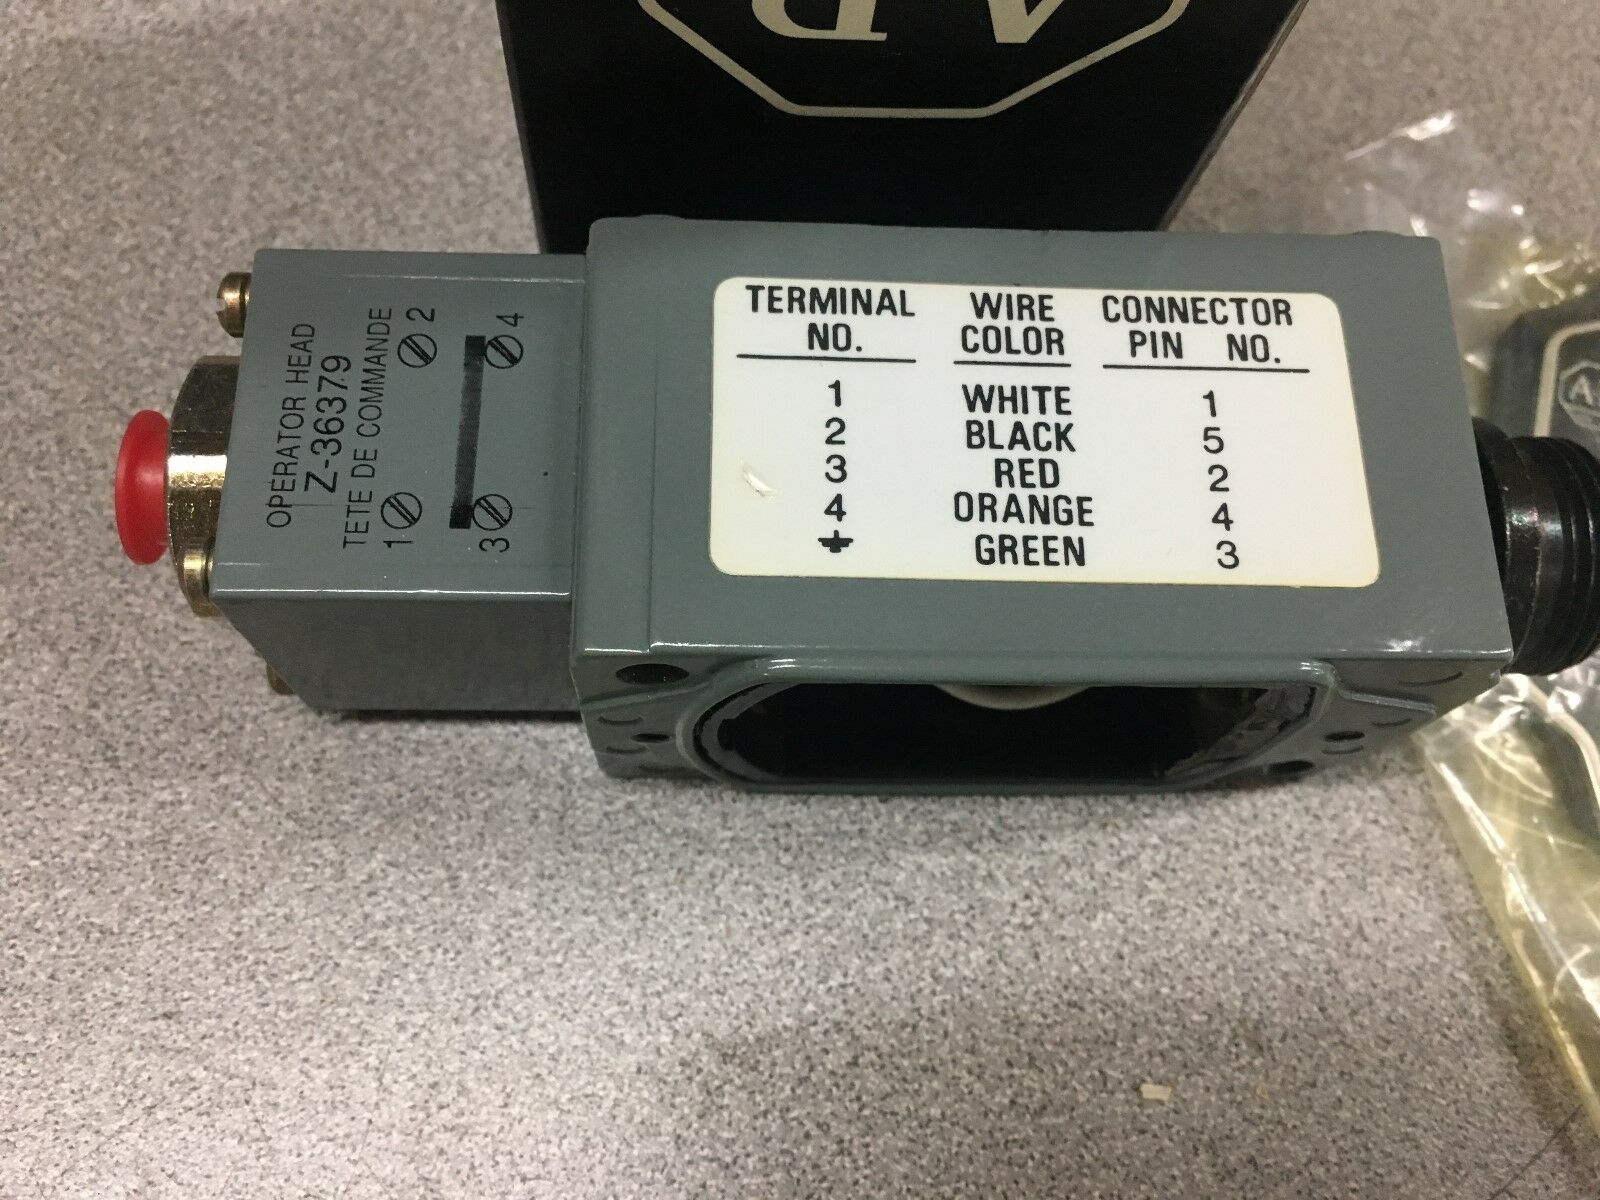 OPERATOR HEAD
Z-36379
TETE DE COMMANDE
1 2
3 4
TERMINAL NO. WIRE COLOR CONNECTOR PIN NO.
1 WHITE 1
2 BLACK 5
3 RED 2
4 ORANGE 4
⏚ GREEN 3